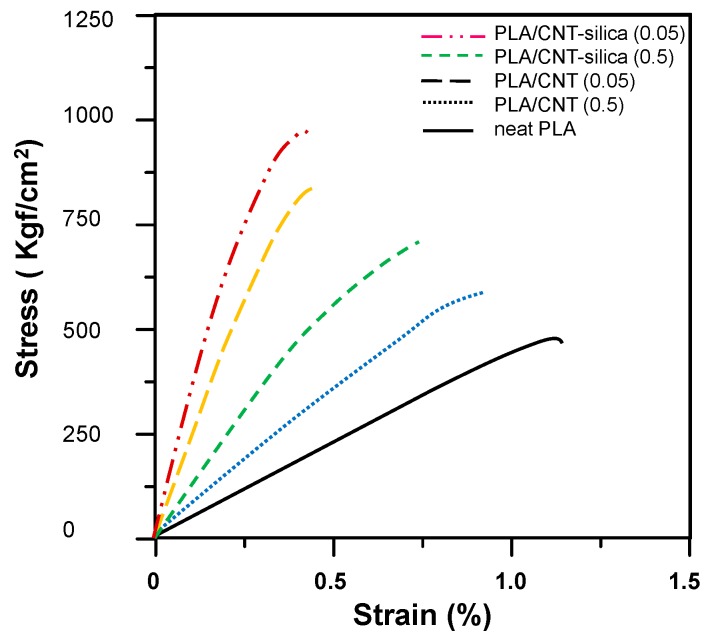 1250
1000
750
500
250
0
Stress ( Kgf/cm²)
PLA/CNT-silica (0.05)
PLA/CNT-silica (0.5)
PLA/CNT (0.05)
PLA/CNT (0.5)
neat PLA
0 0.5 1.0 1.5
Strain (%)